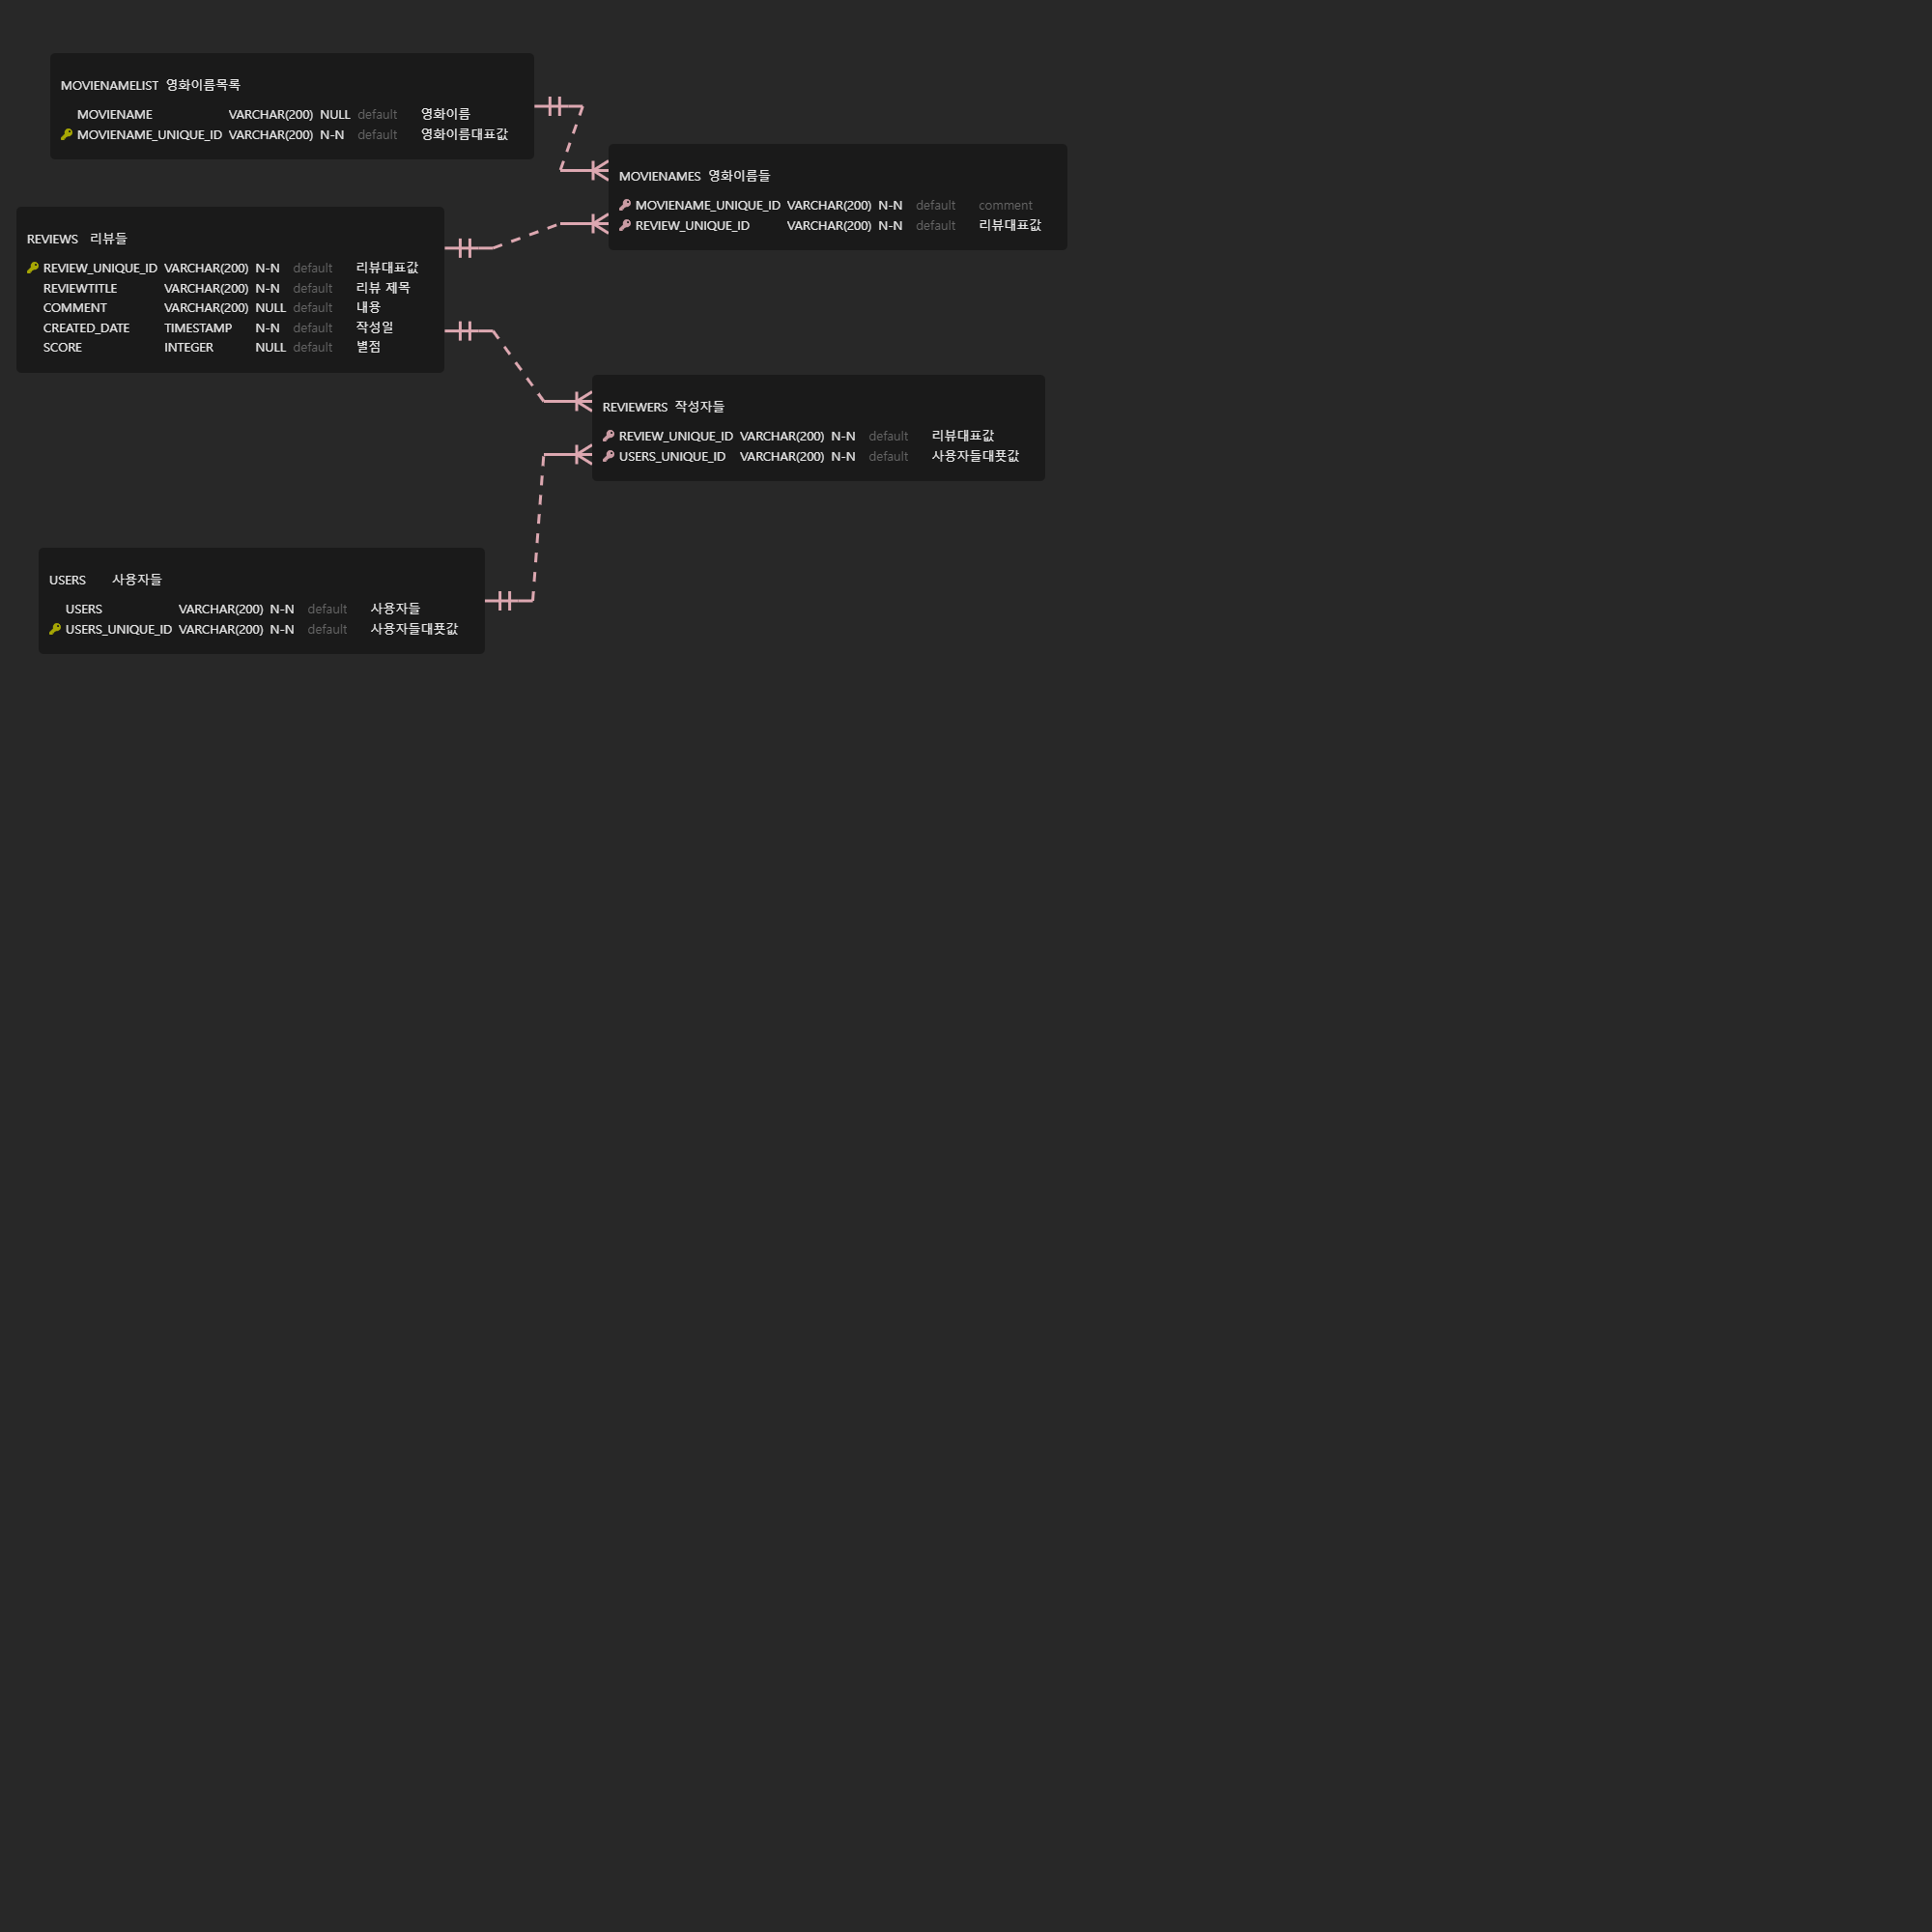 MOVIENAMELIST 영화이름목록
MOVIENAME VARCHAR(200) NULL default 영화이름
MOVIENAME_UNIQUE_ID VARCHAR(200) N-N default 영화이름대표값
MOVIENAMES 영화이름들
MOVIENAME_UNIQUE_ID VARCHAR(200) N-N default comment
REVIEW_UNIQUE_ID VARCHAR(200) N-N default 리뷰대표값
REVIEWS 리뷰들
REVIEW_UNIQUE_ID VARCHAR(200) N-N default 리뷰대표값
REVIEWTITLE VARCHAR(200) N-N default 리뷰 제목
COMMENT VARCHAR(200) NULL default 내용
CREATED_DATE TIMESTAMP N-N default 작성일
SCORE INTEGER NULL default 별점
REVIEWERS 작성자들
REVIEW_UNIQUE_ID VARCHAR(200) N-N default 리뷰대표값
USERS_UNIQUE_ID VARCHAR(200) N-N default 사용자들대푯값
USERS 사용자들
USERS VARCHAR(200) N-N default 사용자들
USERS_UNIQUE_ID VARCHAR(200) N-N default 사용자들대푯값